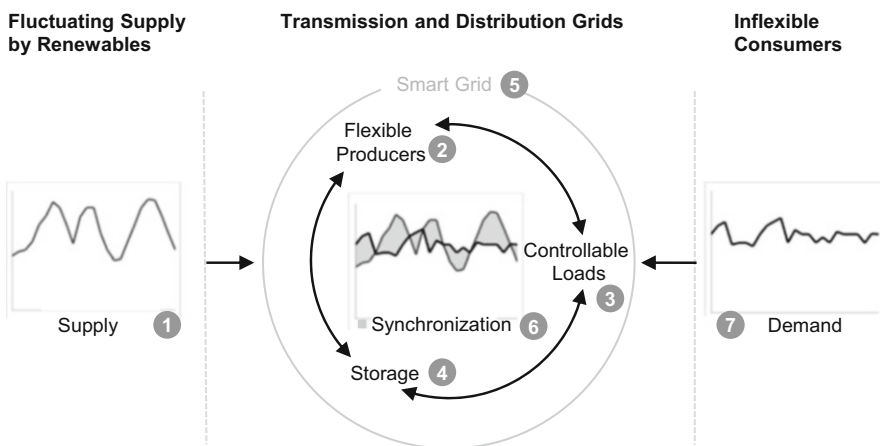 Fluctuating Supply
by Renewables
Transmission and Distribution Grids
Inflexible
Consumers
Smart Grid 5
Flexible
Producers 2
Controllable
Loads
3
Supply 1
Synchronization 6
7 Demand
Storage 4